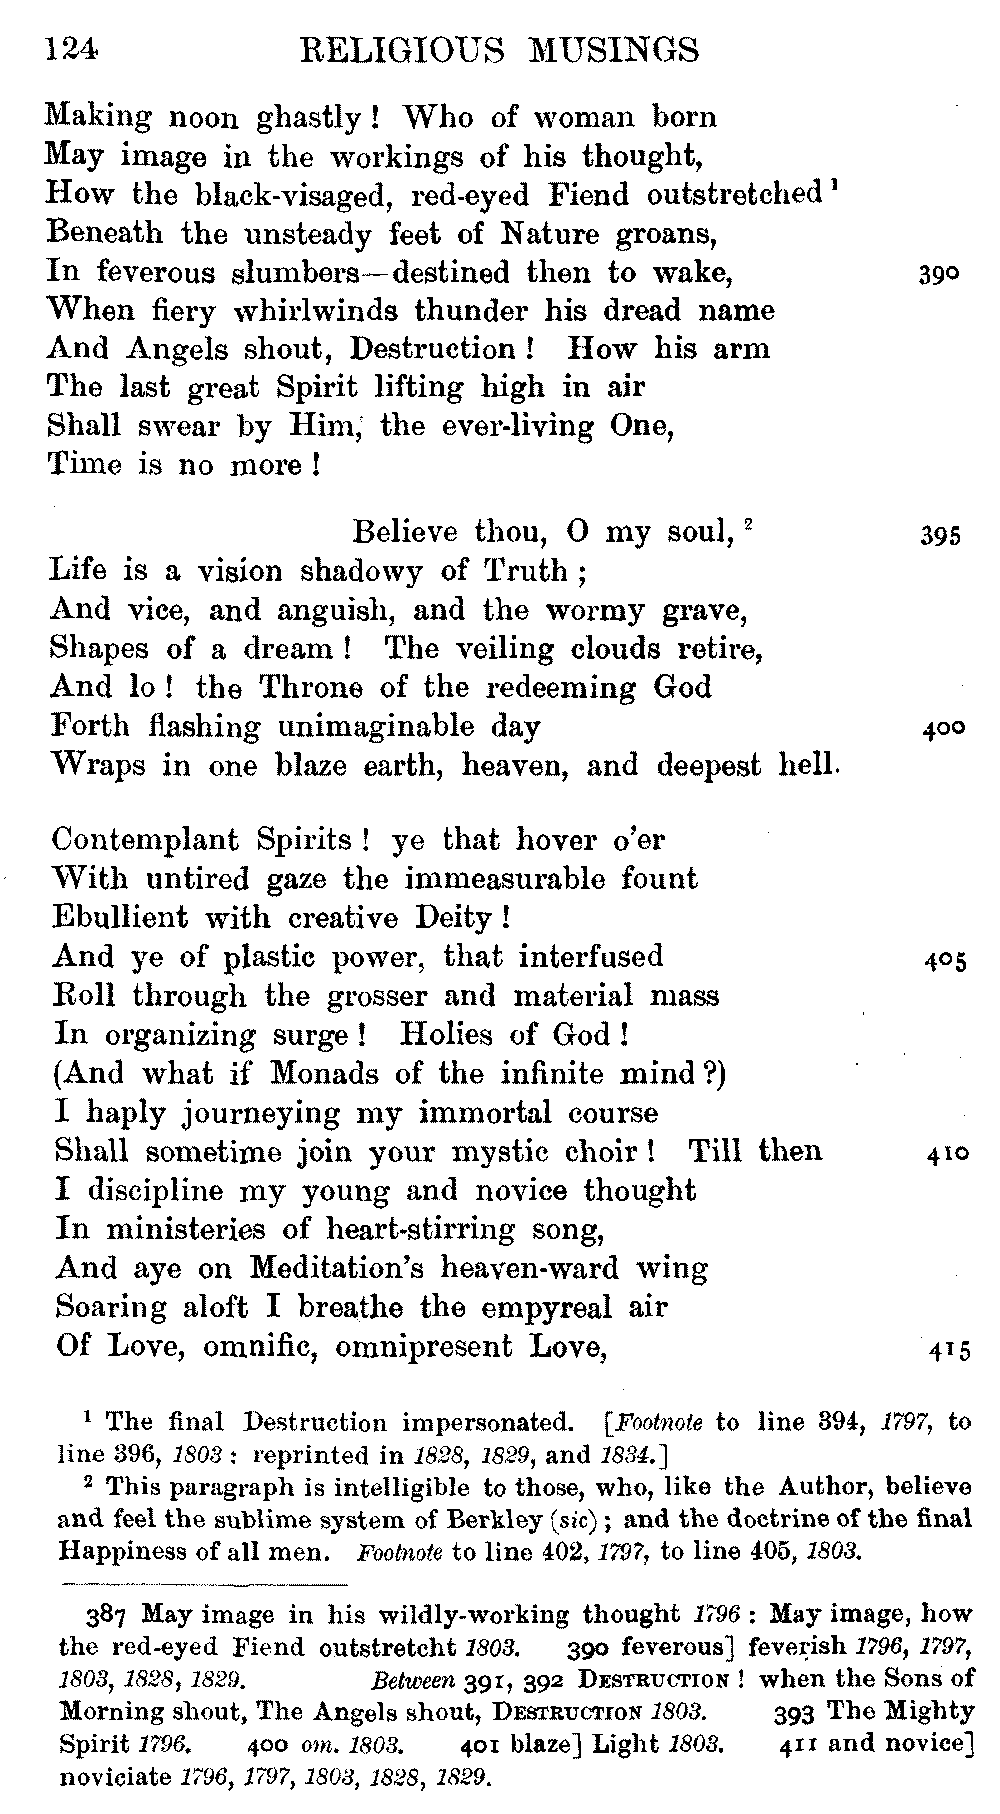 124 RELIGIOUS MUSINGS
Making noon ghastly ! Who of woman born
May image in the workings of his thought,
How the black-visaged, red-eyed Fiend outstretched ¹
Beneath the unsteady feet of Nature groans,
In feverous slumbers—destined then to wake, 390
When fiery whirlwinds thunder his dread name
And Angels shout, Destruction ! How his arm
The last great Spirit lifting high in air
Shall swear by Him, the ever-living One,
Time is no more !
Believe thou, O my soul, ² 395
Life is a vision shadowy of Truth ;
And vice, and anguish, and the wormy grave,
Shapes of a dream ! The veiling clouds retire,
And lo ! the Throne of the redeeming God
Forth flashing unimaginable day 400
Wraps in one blaze earth, heaven, and deepest hell.
Contemplant Spirits ! ye that hover o'er
With untired gaze the immeasurable fount
Ebullient with creative Deity !
And ye of plastic power, that interfused 405
Roll through the grosser and material mass
In organizing surge ! Holies of God !
(And what if Monads of the infinite mind ?)
I haply journeying my immortal course
Shall sometime join your mystic choir ! Till then 410
I discipline my young and novice thought
In ministeries of heart-stirring song,
And aye on Meditation's heaven-ward wing
Soaring aloft I breathe the empyreal air
Of Love, omnific, omnipresent Love, 415
¹ The final Destruction impersonated. [Footnote to line 394, 1797, to
line 396, 1803 : reprinted in 1828, 1829, and 1834.]
² This paragraph is intelligible to those, who, like the Author, believe
and feel the sublime system of Berkley (sic) ; and the doctrine of the final
Happiness of all men. Footnote to line 402, 1797, to line 405, 1803.
387 May image in his wildly-working thought 1796 : May image, how
the red-eyed Fiend outstretcht 1803. 390 feverous] feverish 1796, 1797,
1803, 1828, 1829. Between 391, 392 DESTRUCTION ! when the Sons of
Morning shout, The Angels shout, DESTRUCTION 1803. 393 The Mighty
Spirit 1796. 400 om. 1803. 401 blaze] Light 1803. 411 and novice]
noviciate 1796, 1797, 1803, 1828, 1829.